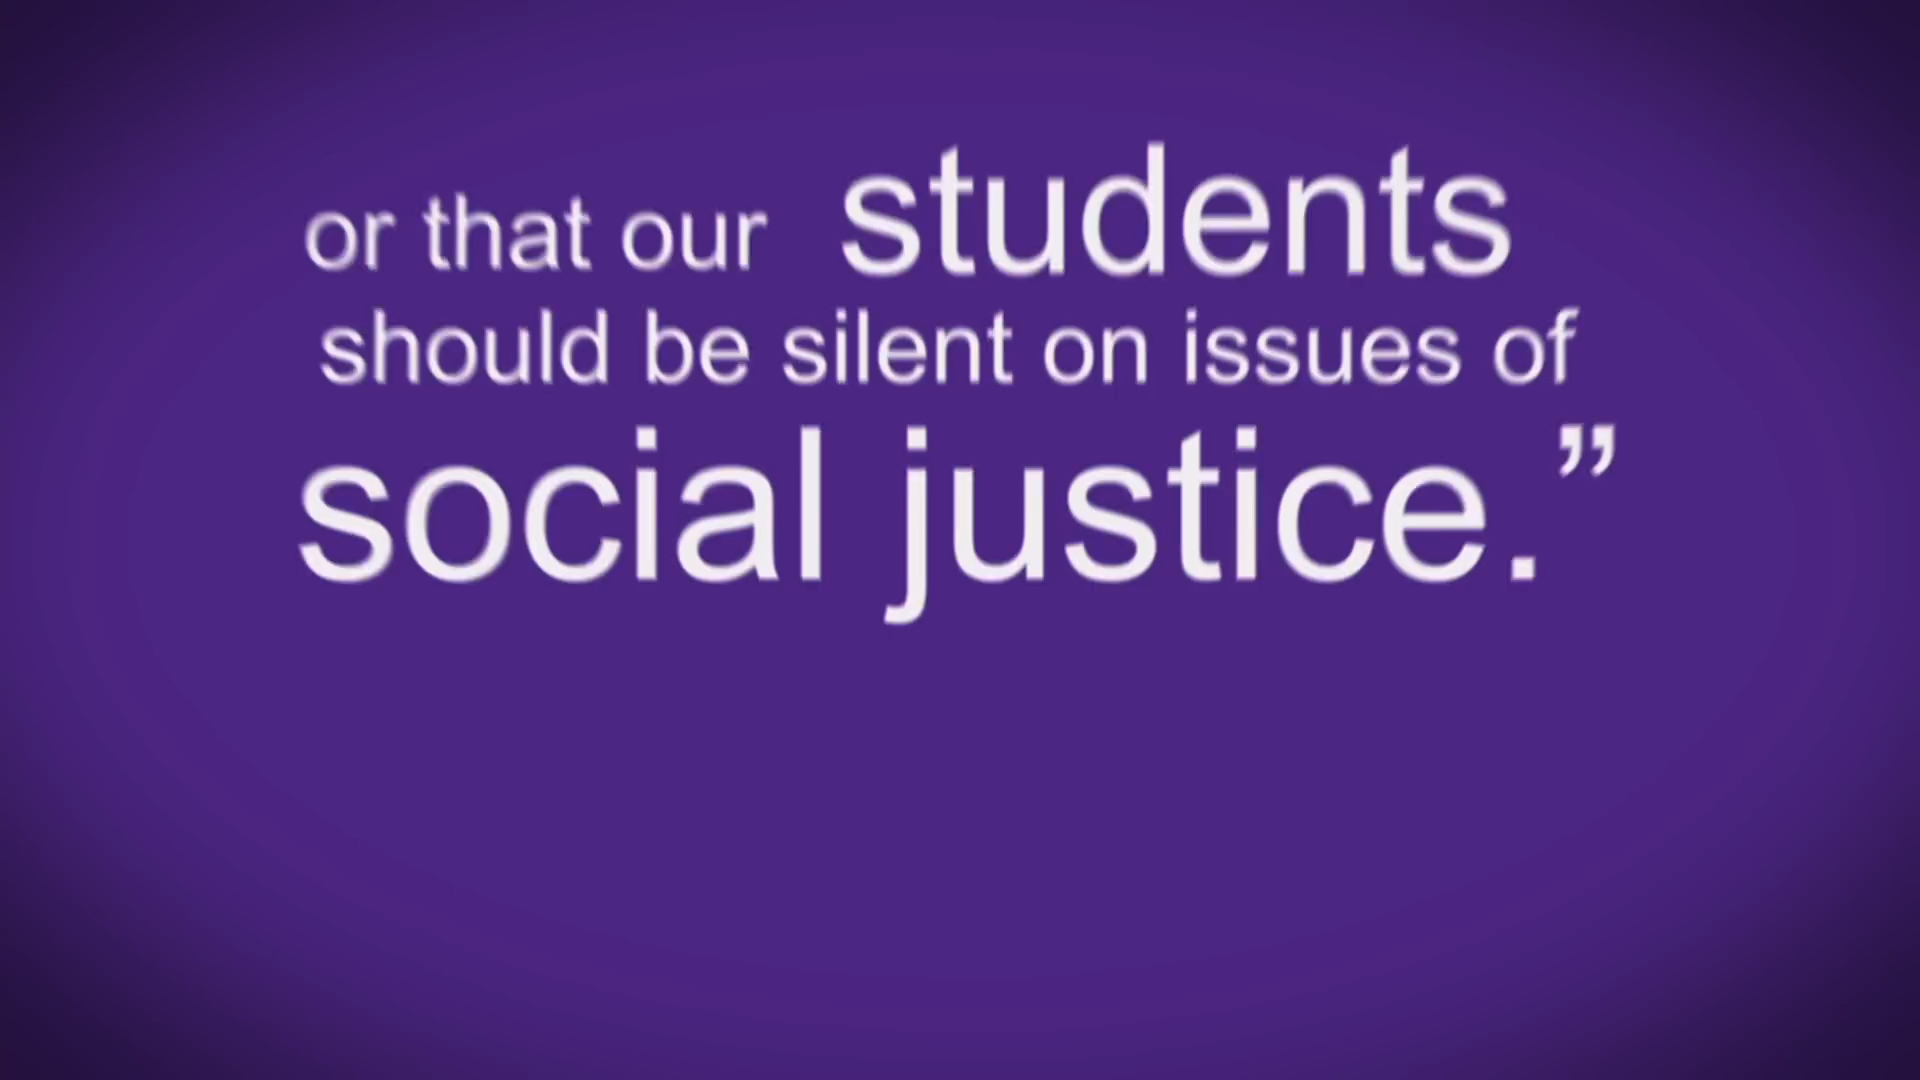 or that our students
should be silent on issues of
social justice.”